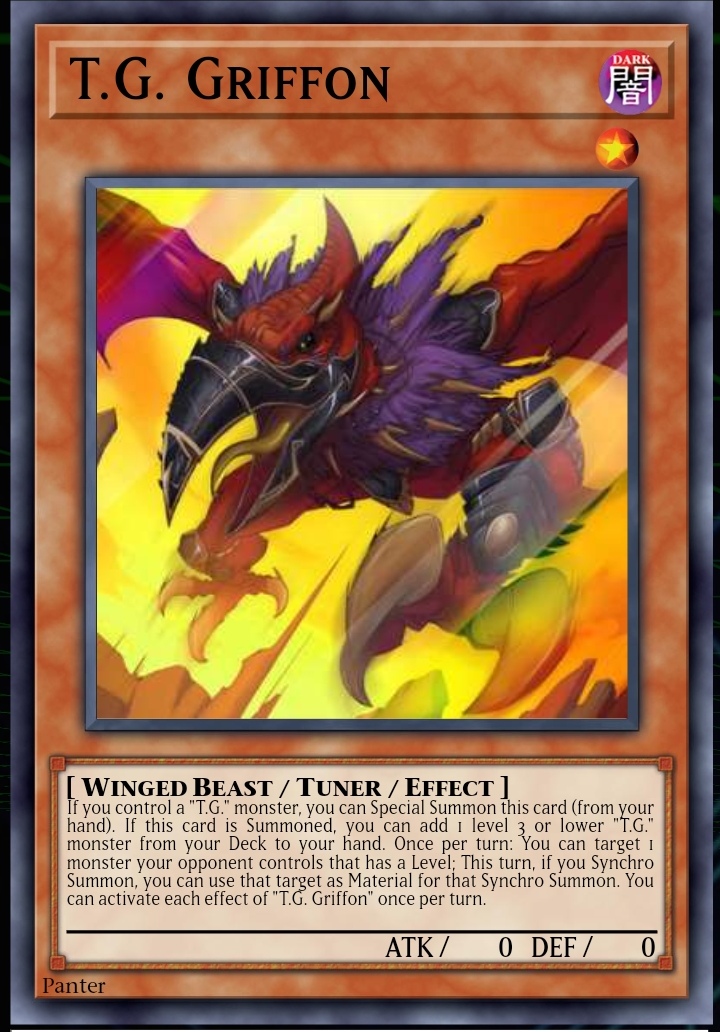 T.G. Griffon
DARK
闇
[ Winged Beast / Tuner / Effect ]
If you control a "T.G." monster, you can Special Summon this card (from your
hand). If this card is Summoned, you can add 1 level 3 or lower "T.G."
monster from your Deck to your hand. Once per turn: You can target 1
monster your opponent controls that has a Level; This turn, if you Synchro
Summon, you can use that target as Material for that Synchro Summon. You
can activate each effect of "T.G. Griffon" once per turn.
ATK / 0 DEF / 0
Panter